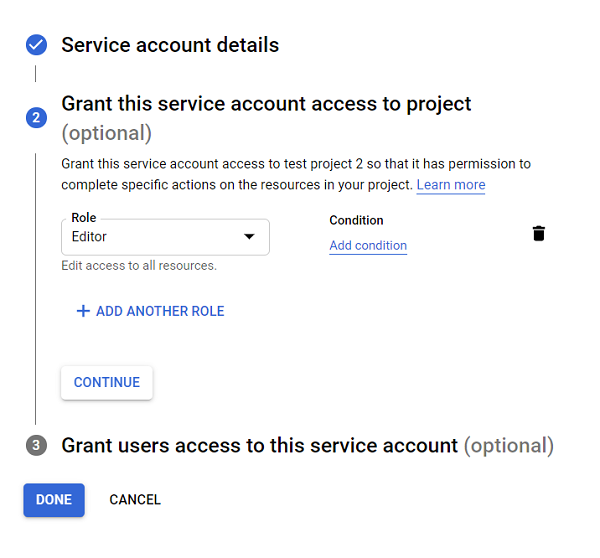 Service account details
2
Grant this service account access to project
(optional)
Grant this service account access to test project 2 so that it has permission to
complete specific actions on the resources in your project. Learn more
Role
Condition
Editor
Add condition
Edit access to all resources.
ADD ANOTHER ROLE
CONTINUE
3
Grant users access to this service account (optional)
DONE CANCEL